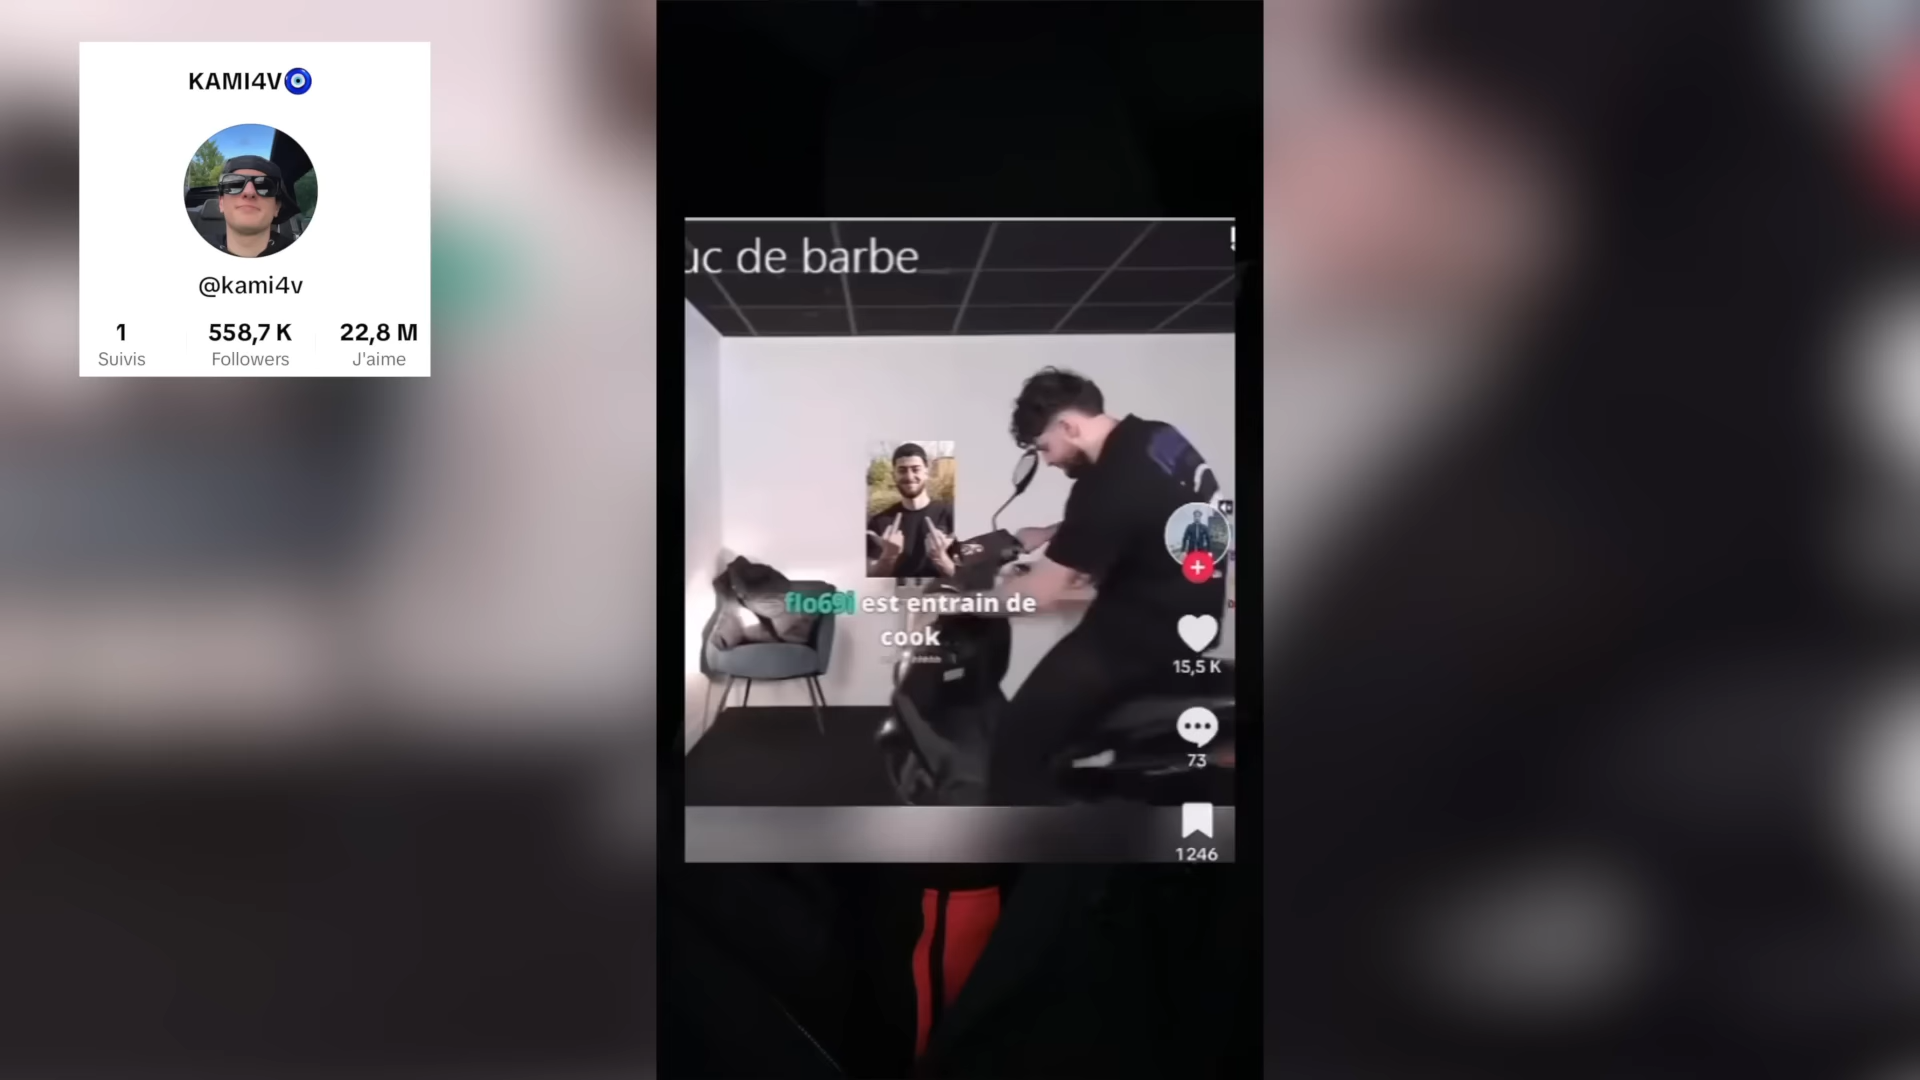 KAMI4V
@kami4v
1 558,7 K 22,8 M
Suivis Followers J'aime
uc de barbe
flo69i est entrain de
cook
15,5 K
73
1246